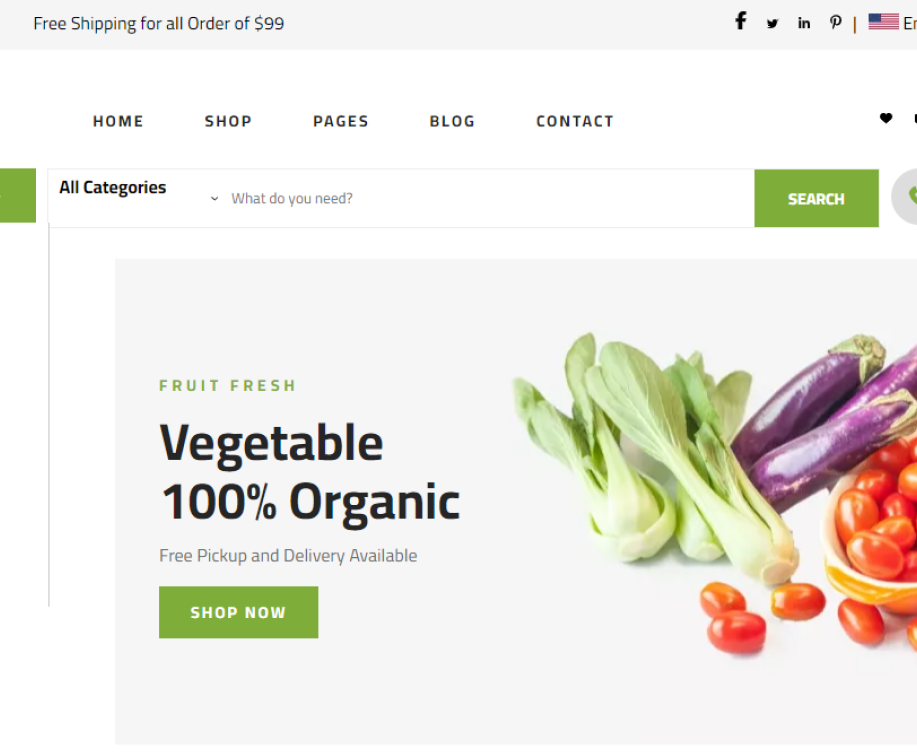 Free Shipping for all Order of $99
HOME SHOP PAGES BLOG CONTACT
All Categories
What do you need?
SEARCH
FRUIT FRESH
Vegetable
100% Organic
Free Pickup and Delivery Available
SHOP NOW